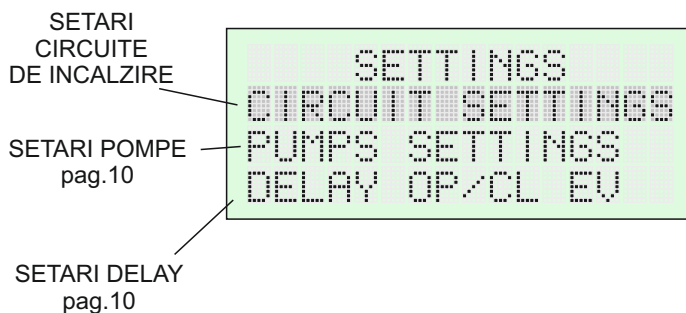 SETARI
CIRCUITE
DE INCALZIRE
SETARI POMPE
pag.10
SETARI DELAY
pag.10
SETTINGS
CIRCUIT SETTINGS
PUMPS SETTINGS
DELAY OP/CL EV